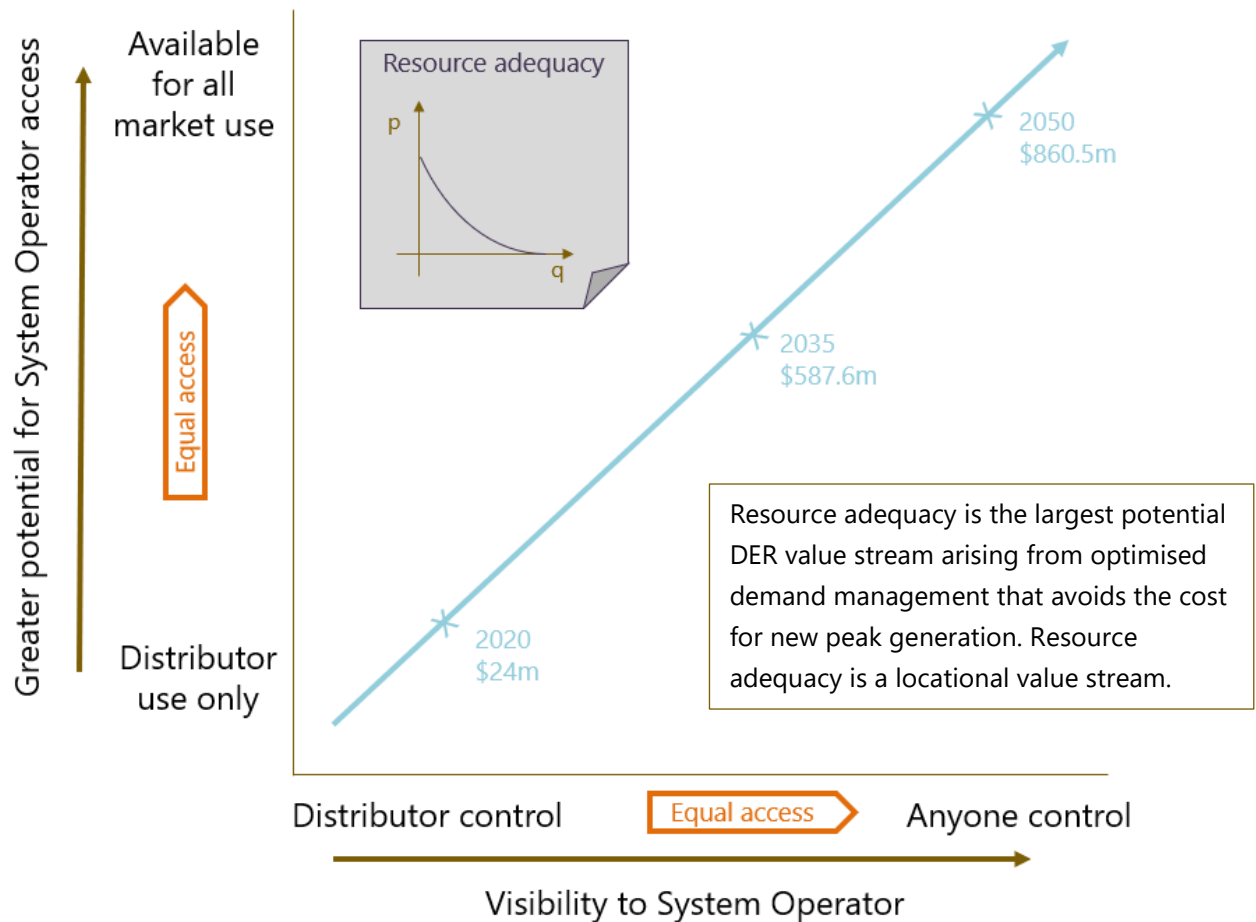 Greater potential for System Operator access
Available
for all
market use
Equal access
Distributor
use only
Resource adequacy
p
q
2050
$860.5m
2035
$587.6m
2020
$24m
Resource adequacy is the largest potential
DER value stream arising from optimised
demand management that avoids the cost
for new peak generation. Resource
adequacy is a locational value stream.
Distributor control
Equal access
Anyone control
Visibility to System Operator